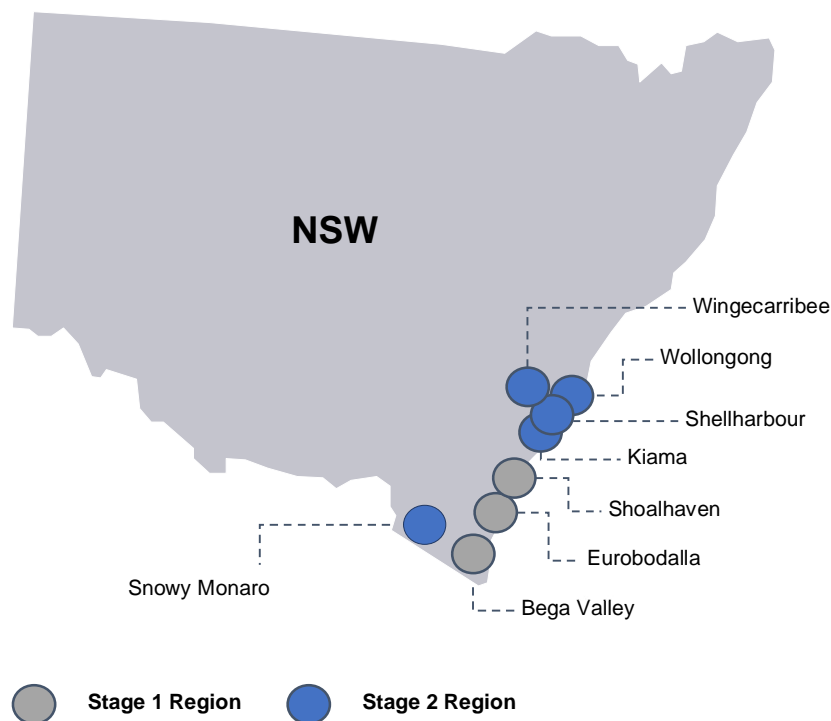 NSW
Wingecarribee
Wollongong
Shellharbour
Kiama
Shoalhaven
Eurobodalla
Snowy Monaro
Bega Valley
Stage 1 Region
Stage 2 Region